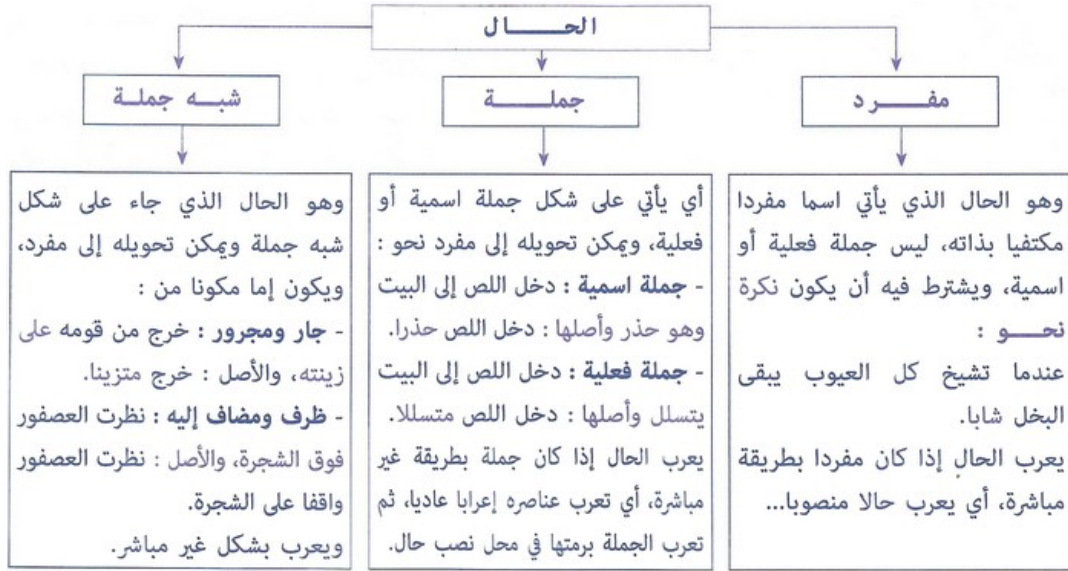 الحـــــال
مفــــرد
جملـــــة
شبـــه جملــة
وهو الحال الذي يأتي اسما مفردا
مكتفيا بذاته، ليس جملة فعلية أو
اسمية، ويشترط فيه أن يكون نكرة
نحـــــو :
عندما تشيخ كل العيوب يبقى
البخل شابا.
يعرب الحال إذا كان مفردا بطريقة
مباشرة، أي يعرب حالا منصوبا...
أي يأتي على شكل جملة اسمية أو
فعلية، ويمكن تحويله إلى مفرد نحو :
- جملة اسمية : دخل اللص إلى البيت
وهو حذر وأصلها : دخل اللص حذرا.
- جملة فعلية : دخل اللص إلى البيت
يتسلل وأصلها : دخل اللص متسللا.
يعرب الحال إذا كان جملة بطريقة غير
مباشرة، أي تعرب عناصره إعرابا عاديا، ثم
تعرب الجملة برمتها في محل نصب حال.
وهو الحال الذي جاء على شكل
شبه جملة ويمكن تحويله إلى مفرد،
ويكون إما مكونا من :
- جار ومجرور : خرج من قومه على
زينته، والأصل : خرج متزينا.
- ظرف ومضاف إليه : نظرت العصفور
فوق الشجرة، والأصل : نظرت العصفور
واقفا على الشجرة.
ويعرب بشكل غير مباشر.